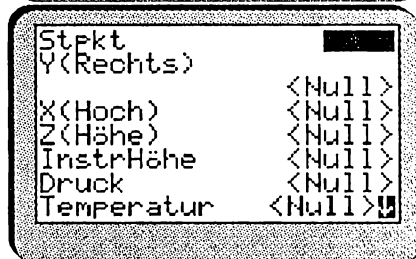 Stpkt
Y(Rechts)
<Null>
X(Hoch) <Null>
Z(Höhe) <Null>
InstrHöhe <Null>
Druck <Null>
Temperatur <Null>